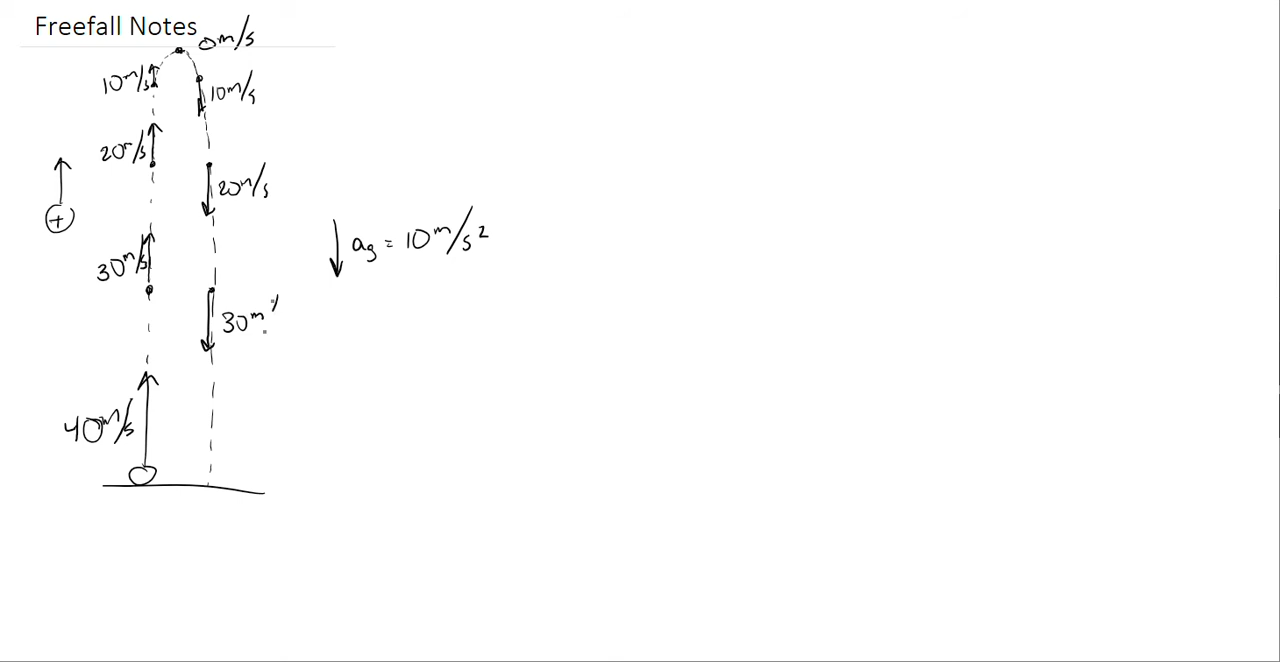 Freefall Notes
0m/s
10m/s
10m/s
20m/s
20m/s
+
ag = 10m/s²
30m/s
30m
40m/s